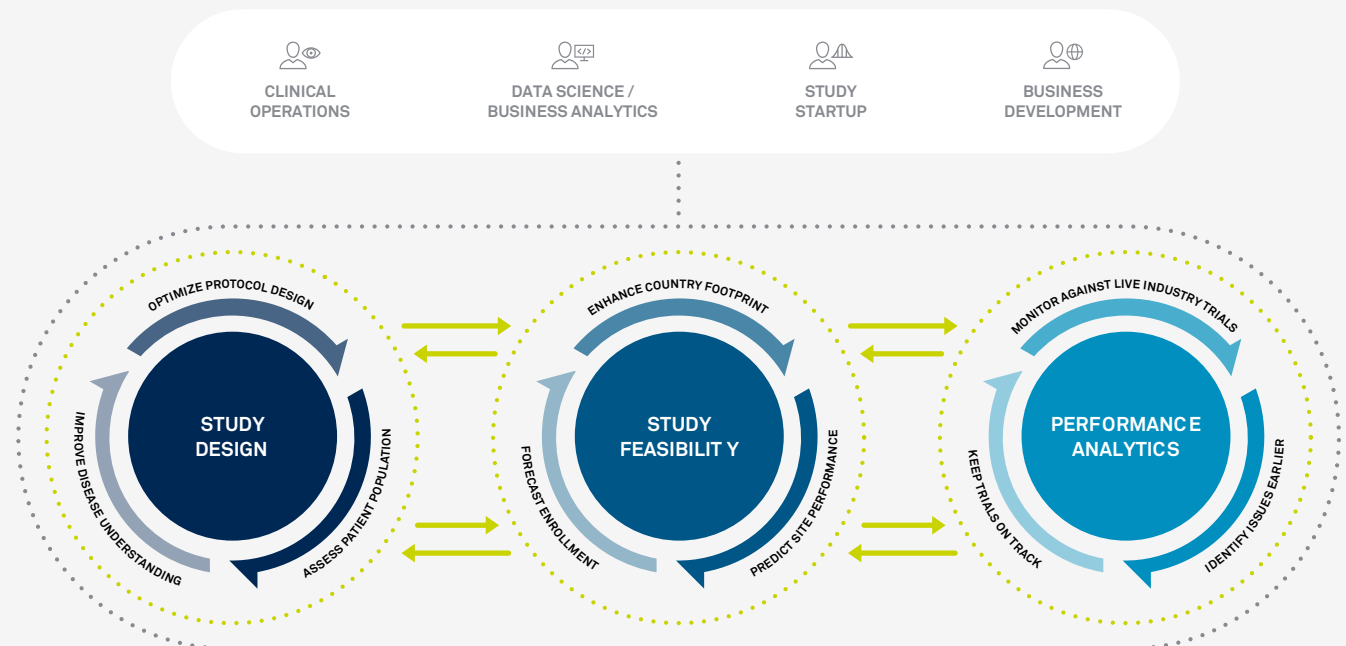 CLINICAL
OPERATIONS
DATA SCIENCE /
BUSINESS ANALYTICS
STUDY
STARTUP
BUSINESS
DEVELOPMENT
OPTIMIZE PROTOCOL DESIGN
ASSESS PATIENT POPULATION
IMPROVE DISEASE UNDERSTANDING
STUDY
DESIGN
ENHANCE COUNTRY FOOTPRINT
PREDICT SITE PERFORMANCE
FORECAST ENROLLMENT
STUDY
FEASIBILIT Y
MONITOR AGAINST LIVE INDUSTRY TRIALS
IDENTIFY ISSUES EARLIER
KEEP TRIALS ON TRACK
PERFORMANC E
ANALYTICS